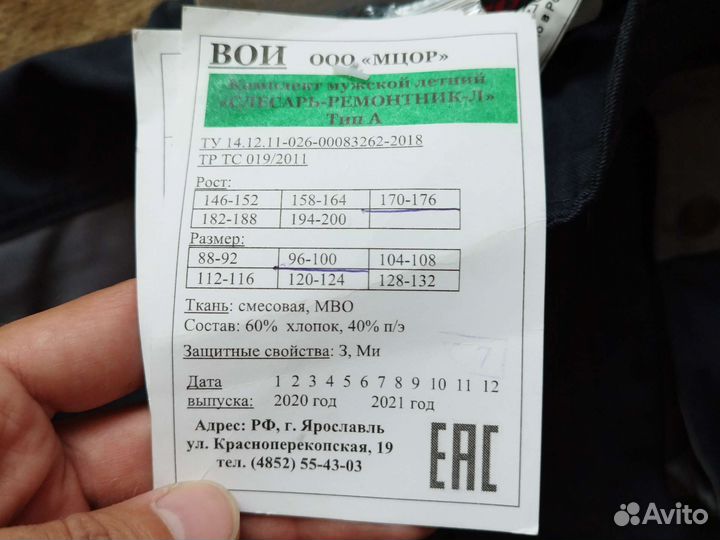 ВОИ ООО «МЦОР»
Комплект мужской летний
«СЛЕСАРЬ-РЕМОНТНИК-Л»
Тип А
ТУ 14.12.11-026-00083262-2018
ТР ТС 019/2011
Рост:
146-152 158-164 170-176
182-188 194-200
Размер:
88-92 96-100 104-108
112-116 120-124 128-132
Ткань: смесовая, МВО
Состав: 60% хлопок, 40% п/э
Защитные свойства: З, Ми
Дата 1 2 3 4 5 6 7 8 9 10 11 12
выпуска: 2020 год 2021 год
Адрес: РФ, г. Ярославль
ул. Красноперекопская, 19
тел. (4852) 55-43-03
ЕАС
Avito